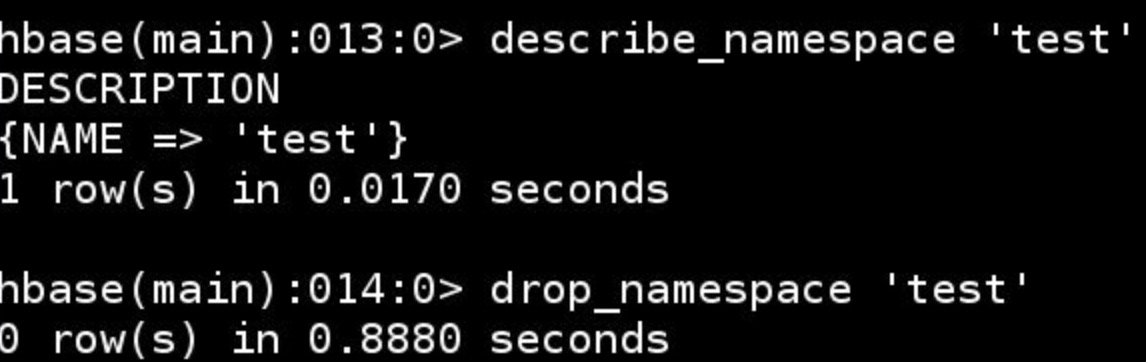 hbase(main):013:0> describe_namespace 'test'
DESCRIPTION
{NAME => 'test'}
1 row(s) in 0.0170 seconds
hbase(main):014:0> drop_namespace 'test'
0 row(s) in 0.8880 seconds